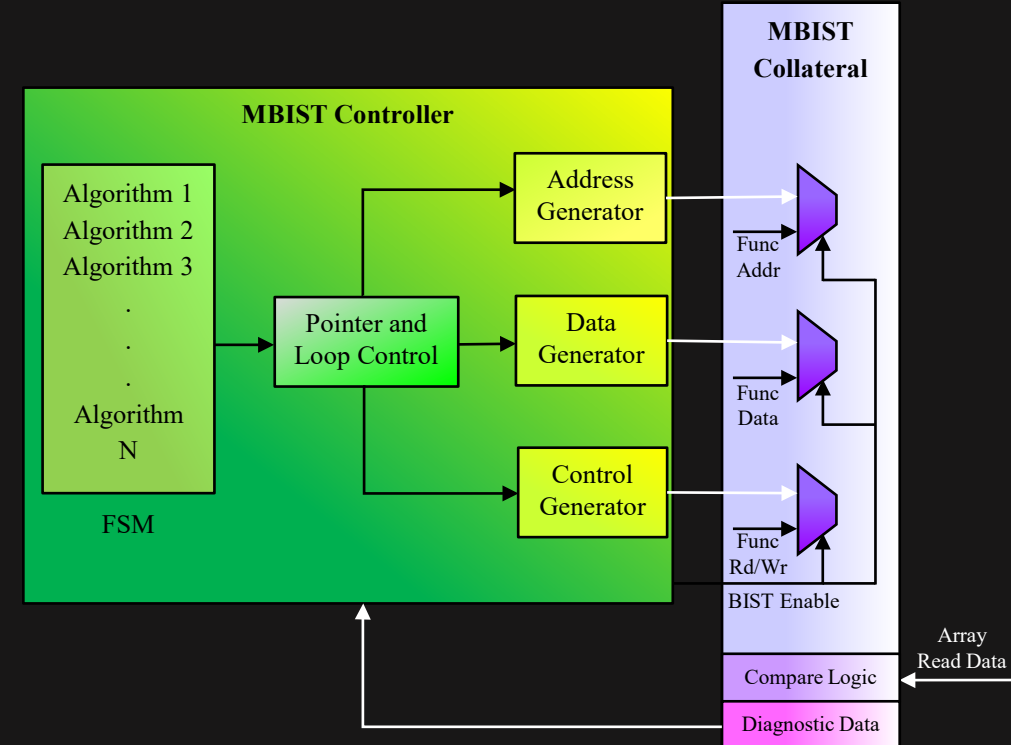 MBIST
Collateral
MBIST Controller
Algorithm 1
Algorithm 2
Algorithm 3
.
.
.
Algorithm
N
FSM
Pointer and
Loop Control
Address
Generator
Data
Generator
Control
Generator
Func
Addr
Func
Data
Func
Rd/Wr
BIST Enable
Array
Read Data
Compare Logic
Diagnostic Data